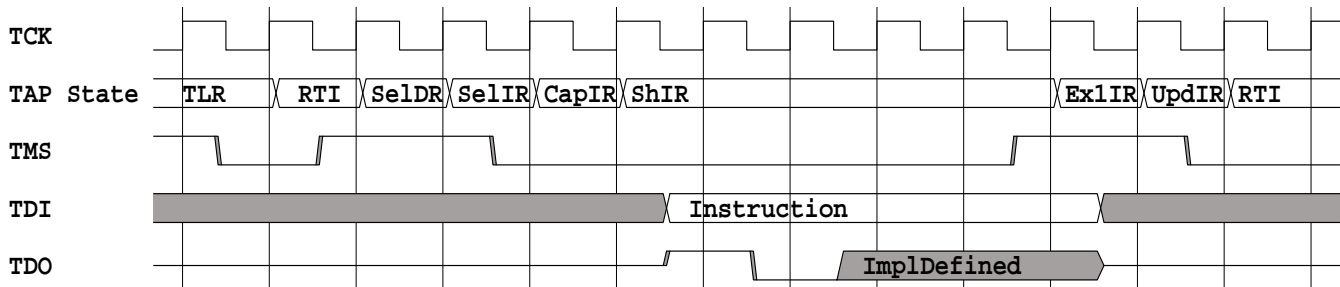 TCK
TAP State TLR RTI SelDR SelIR CapIR ShIR Ex1IR UpdIR RTI
TMS
TDI Instruction
TDO ImplDefined